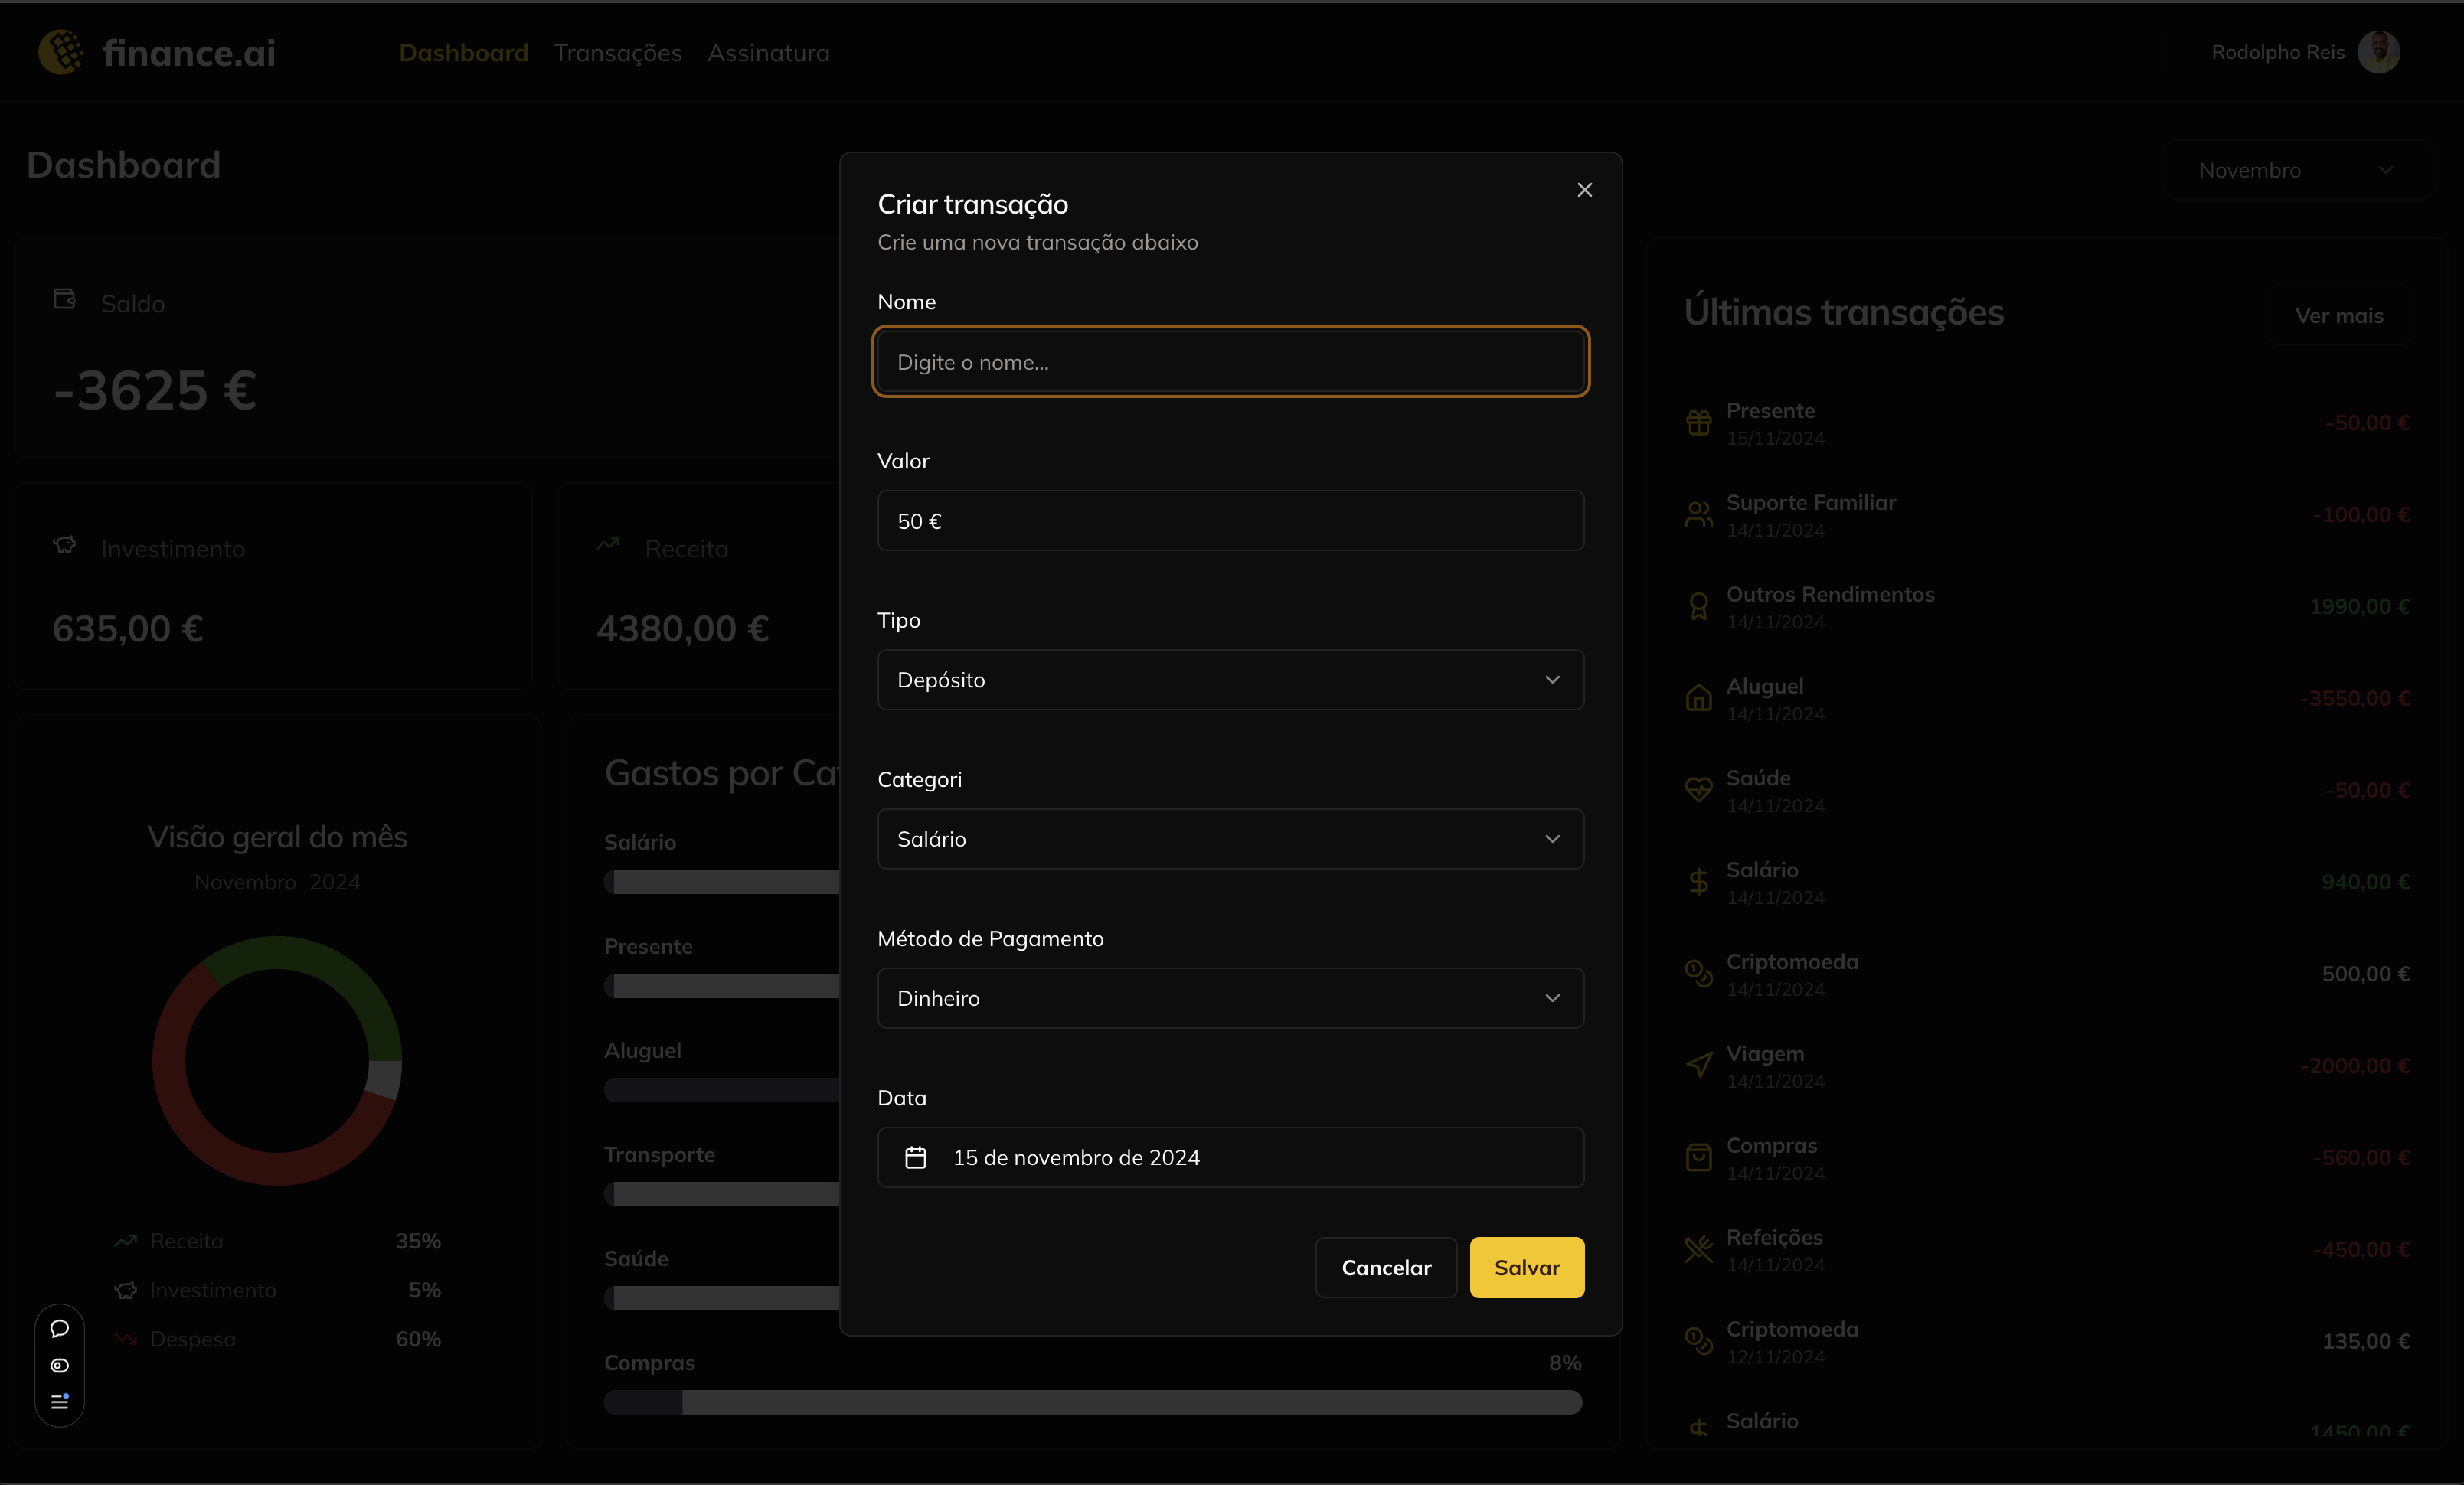 finance.ai
Dashboard
Transações
Assinatura
Rodolpho Reis
Dashboard
Novembro
Saldo
-3625 €
Investimento
635,00 €
Receita
4380,00 €
Visão geral do mês
Novembro 2024
Receita 35%
Investimento 5%
Despesa 60%
Gastos por
Salário
Presente
Aluguel
Transporte
Saúde
Compras 8%
Criar transação
Crie uma nova transação abaixo
Nome
Digite o nome...
Valor
50 €
Tipo
Depósito
Categori
Salário
Método de Pagamento
Dinheiro
Data
15 de novembro de 2024
Cancelar
Salvar
Últimas transações
Ver mais
Presente
15/11/2024
-50,00 €
Suporte Familiar
14/11/2024
-100,00 €
Outros Rendimentos
14/11/2024
1990,00 €
Aluguel
14/11/2024
-3550,00 €
Saúde
14/11/2024
-50,00 €
Salário
14/11/2024
940,00 €
Criptomoeda
14/11/2024
500,00 €
Viagem
14/11/2024
-2000,00 €
Compras
14/11/2024
-560,00 €
Refeições
14/11/2024
-450,00 €
Criptomoeda
12/11/2024
135,00 €
Salário
1450,00 €